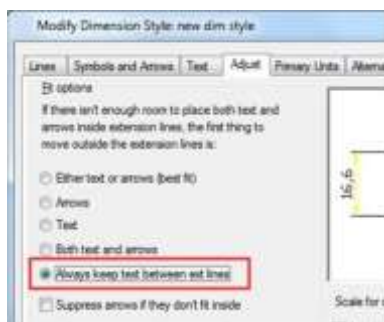 Modify Dimension Style: new dim style
Lines Symbols and Arrows Text Adjust Primary Units
Fit options
If there isn't enough room to place both text and
arrows inside extension lines, the first thing to
move outside the extension lines is:
Either text or arrows (best fit)
Arrows
Text
Both text and arrows
Always keep text between ext lines
Suppress arrows if they don't fit inside
16,6
Scale for